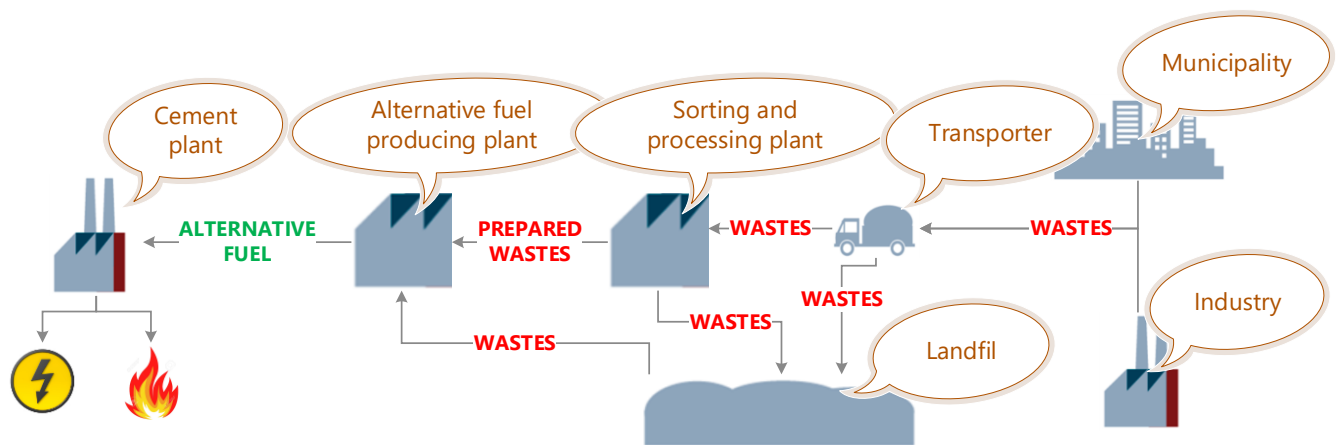 Municipality
Cement
plant
Alternative fuel
producing plant
Sorting and
processing plant
Transporter
ALTERNATIVE
FUEL
PREPARED
WASTES
WASTES
WASTES
WASTES
WASTES
WASTES
Industry
Landfil